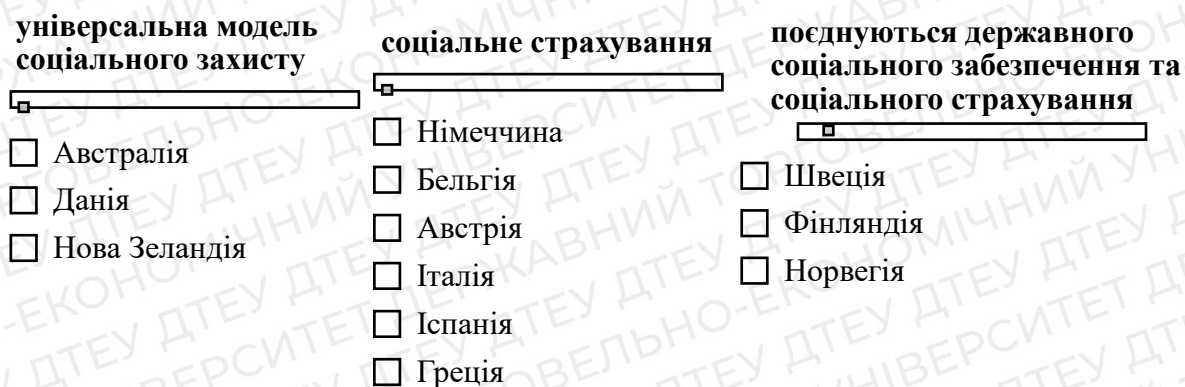 універсальна модель
соціального захисту
Австралія
Данія
Нова Зеландія
соціальне страхування
Німеччина
Бельгія
Австрія
Італія
Іспанія
Греція
поєднуються державного
соціального забезпечення та
соціального страхування
Швеція
Фінляндія
Норвегія